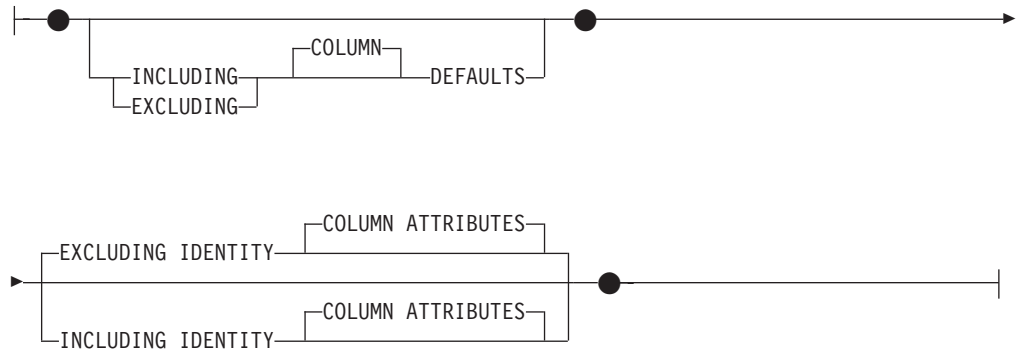 COLUMN
INCLUDING DEFAULTS
EXCLUDING
COLUMN ATTRIBUTES
EXCLUDING IDENTITY
COLUMN ATTRIBUTES
INCLUDING IDENTITY